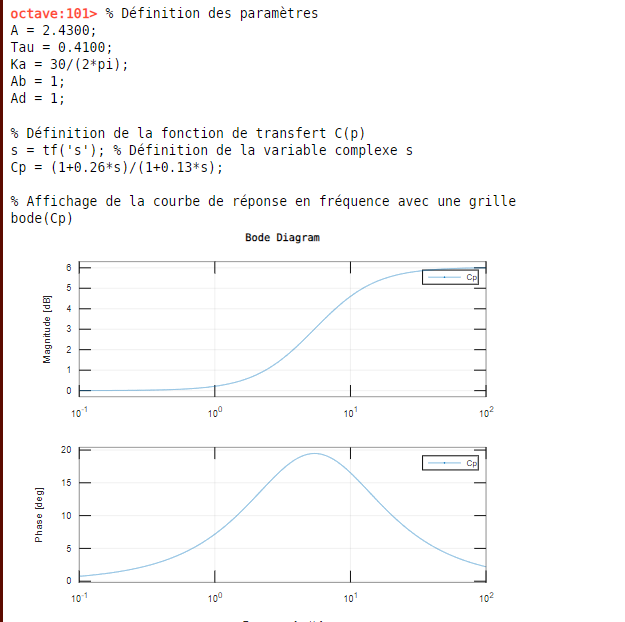 octave:101> % Définition des paramètres
A = 2.4300;
Tau = 0.4100;
Ka = 30/(2*pi);
Ab = 1;
Ad = 1;
% Définition de la fonction de transfert C(p)
s = tf('s'); % Définition de la variable complexe s
Cp = (1+0.26*s)/(1+0.13*s);
% Affichage de la courbe de réponse en fréquence avec une grille
bode(Cp)
Bode Diagram
Magnitude [dB]
6
5
4
3
2
1
0
Cp
10^-1 10^0 10^1 10^2
Phase [deg]
20
15
10
5
0
Cp
10^-1 10^0 10^1 10^2